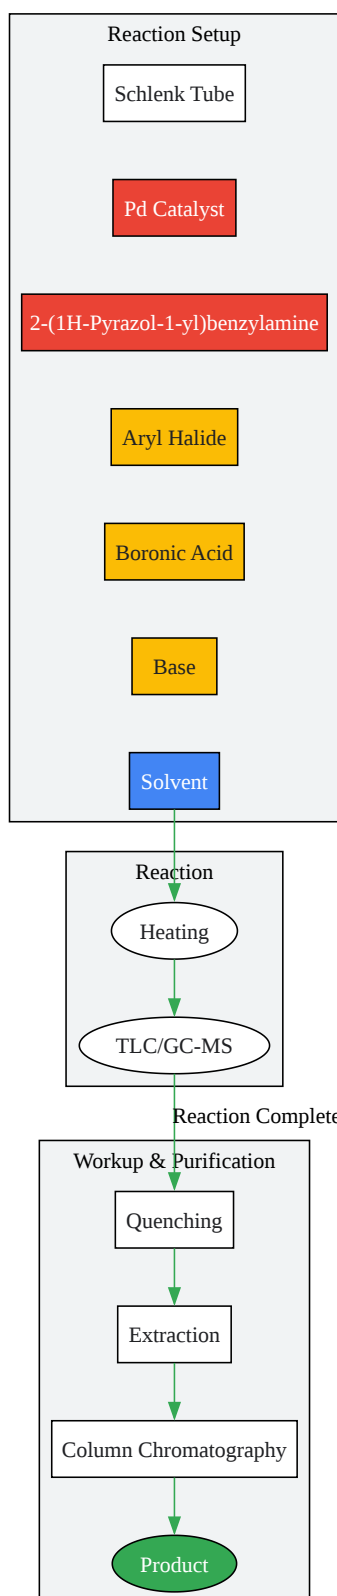 Reaction Setup
Schlenk Tube
Pd Catalyst
2-(1H-Pyrazol-1-yl)benzylamine
Aryl Halide
Boronic Acid
Base
Solvent
Reaction
Heating
TLC/GC-MS
Reaction Complete
Workup & Purification
Quenching
Extraction
Column Chromatography
Product